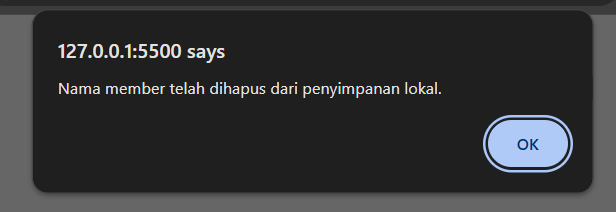 127.0.0.1:5500 says
Nama member telah dihapus dari penyimpanan lokal.
OK